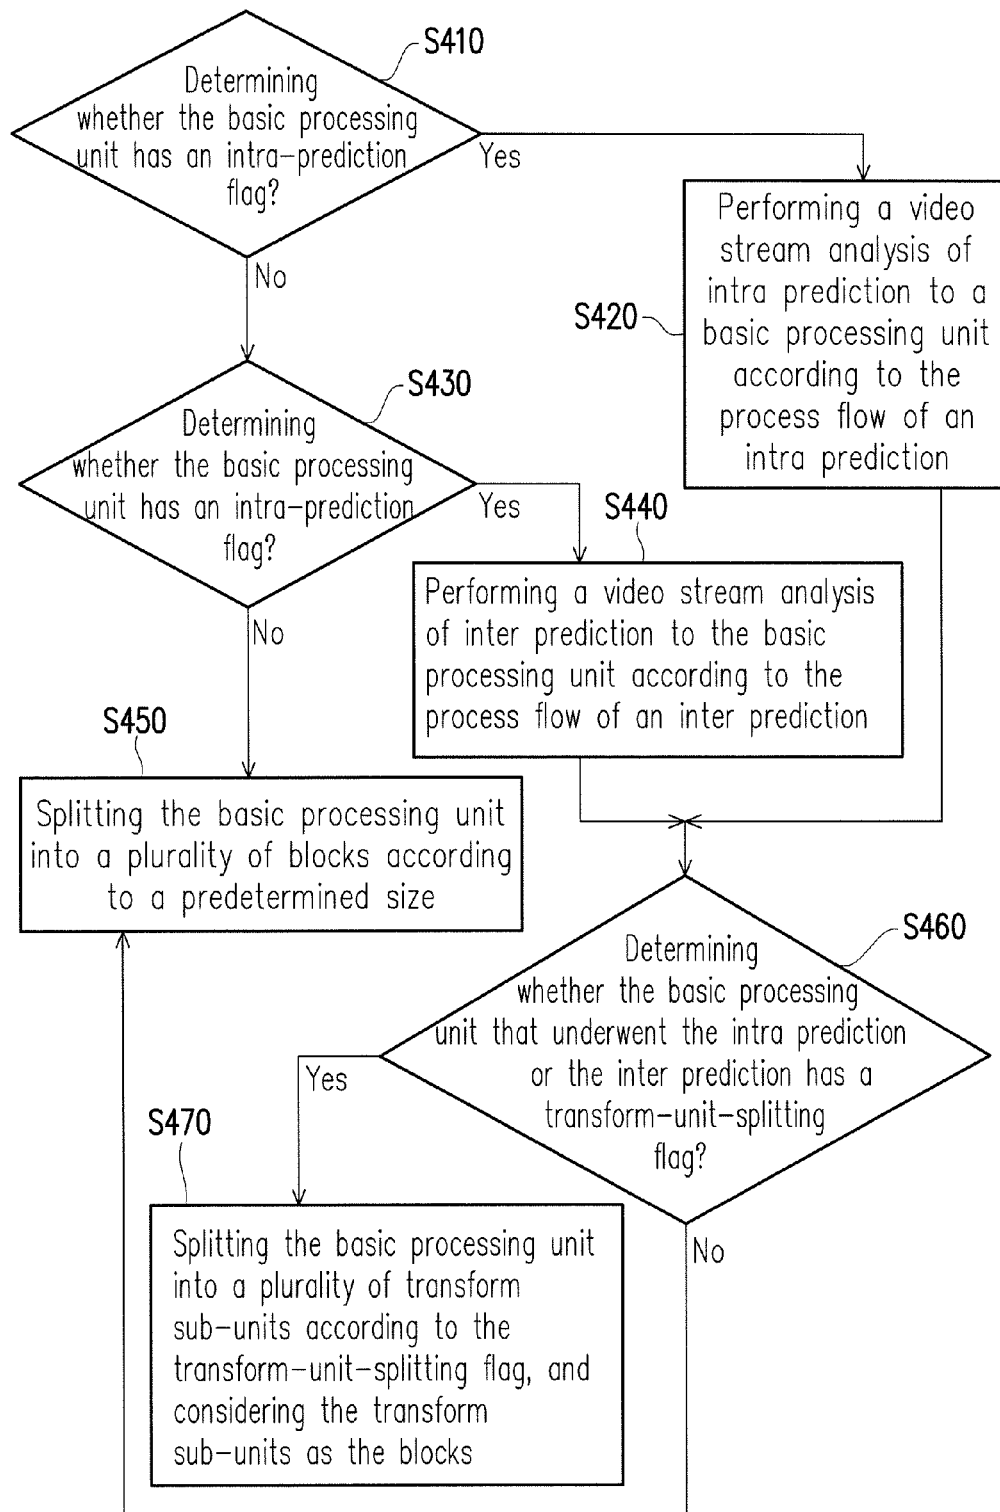 S410
Determining
whether the basic processing
unit has an intra-prediction
flag?
Yes
No
Performing a video
stream analysis of
intra prediction to a
basic processing unit
according to the
process flow of an
intra prediction
S420
S430
Determining
whether the basic processing
unit has an intra-prediction
flag?
Yes
No
S440
Performing a video stream analysis
of inter prediction to the basic
processing unit according to the
process flow of an inter prediction
S450
Splitting the basic processing unit
into a plurality of blocks according
to a predetermined size
S460
Determining
whether the basic processing
unit that underwent the intra prediction
or the inter prediction has a
transform-unit-splitting
flag?
Yes
No
S470
Splitting the basic processing unit
into a plurality of transform
sub-units according to the
transform-unit-splitting flag, and
considering the transform
sub-units as the blocks